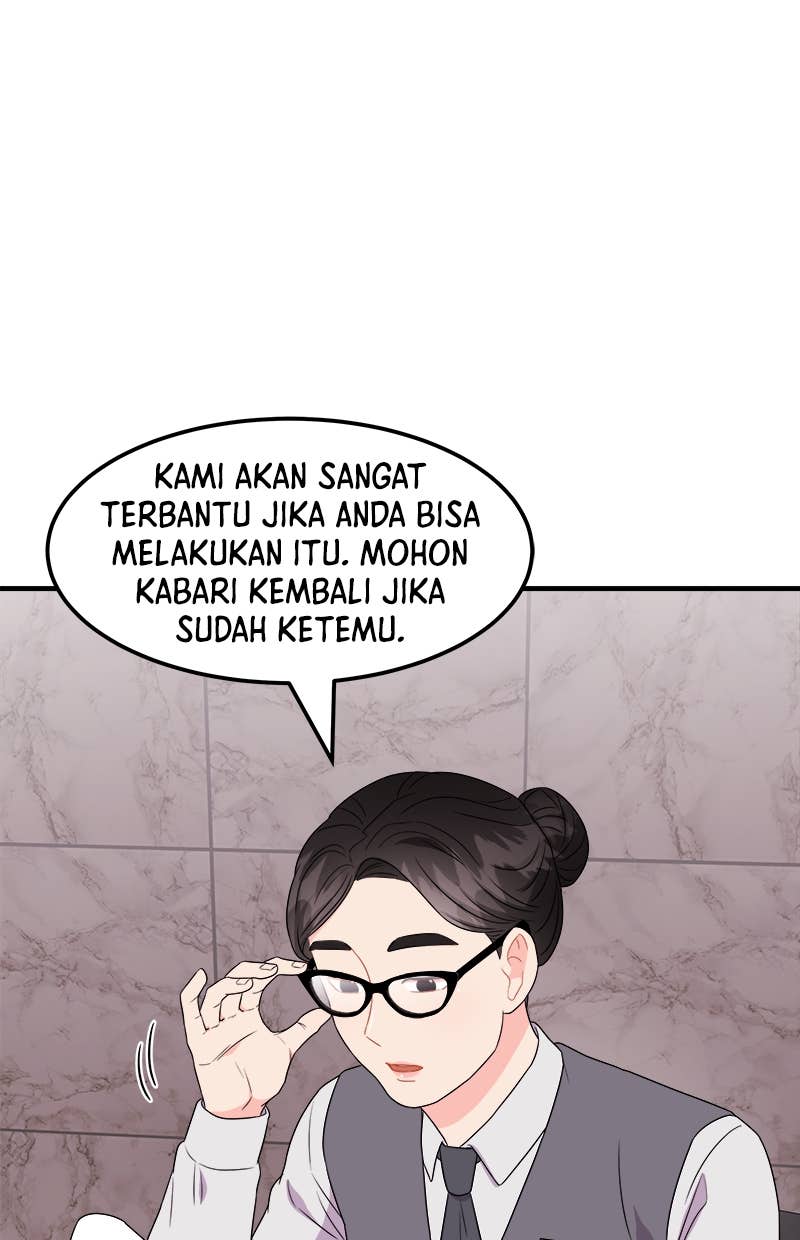 KAMI AKAN SANGAT
TERBANTU JIKA ANDA BISA
MELAKUKAN ITU. MOHON
KABARI KEMBALI JIKA
SUDAH KETEMU.